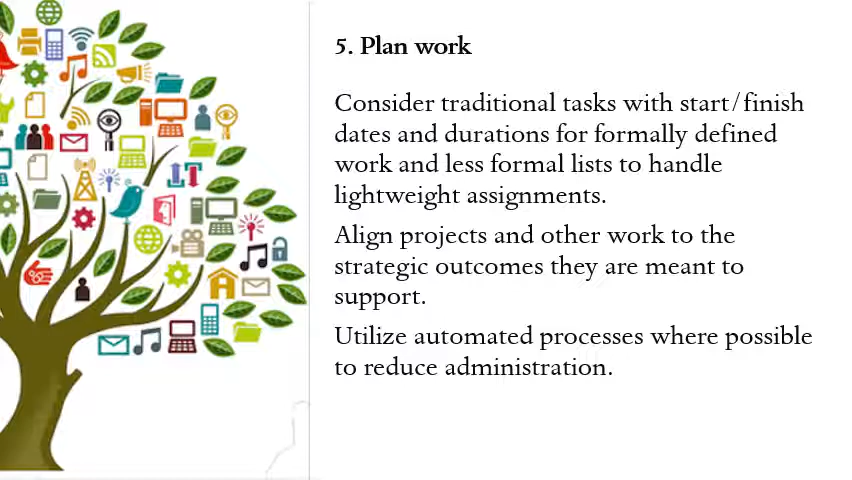 5. Plan work
Consider traditional tasks with start/finish
dates and durations for formally defined
work and less formal lists to handle
lightweight assignments.
Align projects and other work to the
strategic outcomes they are meant to
support.
Utilize automated processes where possible
to reduce administration.